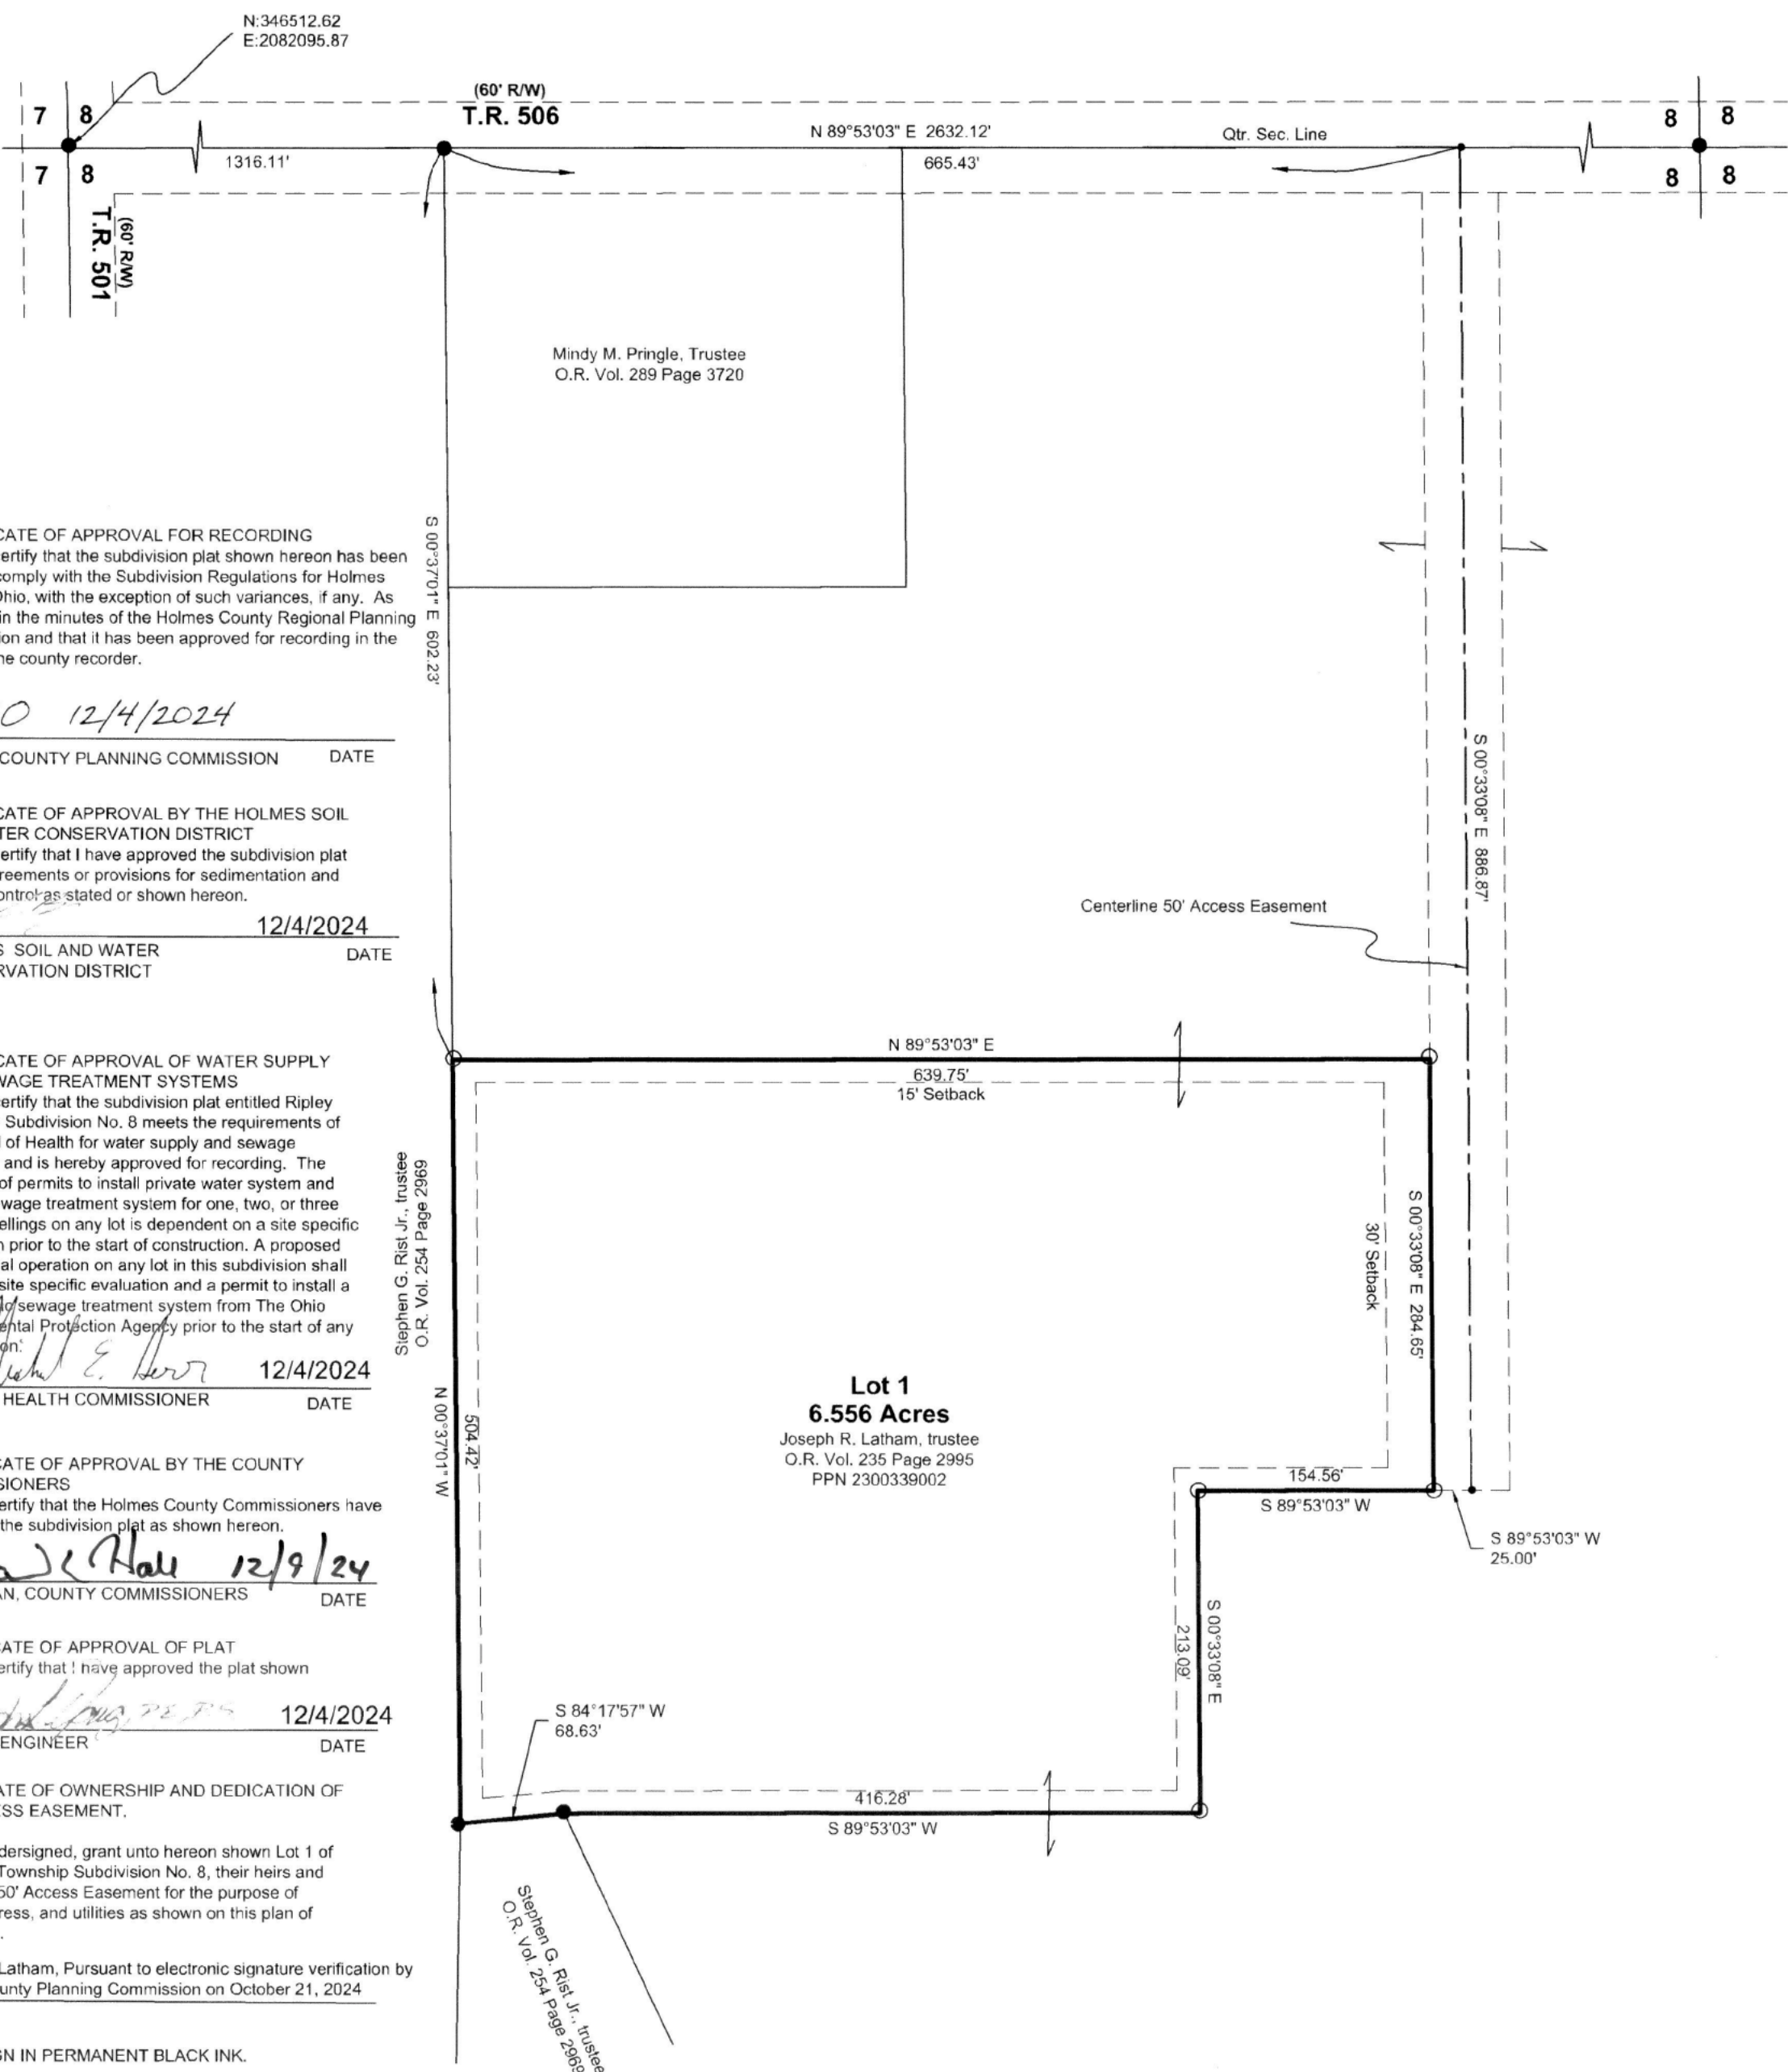 N:346512.62
E:2082095.87
(60' R/W)
T.R. 506
7 8
7 8
N 89°53'03" E 2632.12'
Qtr. Sec. Line
8 8
8 8
1316.11'
665.43'
(60' R/W)
T.R. 501
Mindy M. Pringle, Trustee
O.R. Vol. 289 Page 3720
S 00°37'01" E 602.23'
S 00°33'08" E 886.87'
Centerline 50' Access Easement
CATE OF APPROVAL FOR RECORDING
ertify that the subdivision plat shown hereon has been
comply with the Subdivision Regulations for Holmes
Ohio, with the exception of such variances, if any. As
in the minutes of the Holmes County Regional Planning
ion and that it has been approved for recording in the
ne county recorder.
12/4/2024
COUNTY PLANNING COMMISSION DATE
CATE OF APPROVAL BY THE HOLMES SOIL
TER CONSERVATION DISTRICT
ertify that I have approved the subdivision plat
reements or provisions for sedimentation and
ontrol as stated or shown hereon.
12/4/2024
S SOIL AND WATER DATE
RVATION DISTRICT
CATE OF APPROVAL OF WATER SUPPLY
WAGE TREATMENT SYSTEMS
ertify that the subdivision plat entitled Ripley
Subdivision No. 8 meets the requirements of
of Health for water supply and sewage
and is hereby approved for recording. The
of permits to install private water system and
wage treatment system for one, two, or three
ellings on any lot is dependent on a site specific
n prior to the start of construction. A proposed
al operation on any lot in this subdivision shall
site specific evaluation and a permit to install a
sewage treatment system from The Ohio
ental Protection Agency prior to the start of any
on.
E. Herr 12/4/2024
HEALTH COMMISSIONER DATE
CATE OF APPROVAL BY THE COUNTY
SIONERS
ertify that the Holmes County Commissioners have
the subdivision plat as shown hereon.
Hall 12/9/24
AN, COUNTY COMMISSIONERS DATE
CATE OF APPROVAL OF PLAT
ertify that I have approved the plat shown
12/4/2024
ENGINEER DATE
ATE OF OWNERSHIP AND DEDICATION OF
SS EASEMENT.
dersigned, grant unto hereon shown Lot 1 of
Township Subdivision No. 8, their heirs and
50' Access Easement for the purpose of
ress, and utilities as shown on this plan of
.
Latham, Pursuant to electronic signature verification by
unty Planning Commission on October 21, 2024
GN IN PERMANENT BLACK INK.
N 89°53'03" E
639.75'
15' Setback
Stephen G. Rist Jr., trustee
O.R. Vol. 254 Page 2969
N 00°37'01" W
504.42'
30' Setback
S 00°33'08" E 284.65'
Lot 1
6.556 Acres
Joseph R. Latham, trustee
O.R. Vol. 235 Page 2995
PPN 2300339002
154.56'
S 89°53'03" W
S 89°53'03" W
25.00'
213.09'
S 00°33'08" E
S 84°17'57" W
68.63'
416.28'
S 89°53'03" W
Stephen G. Rist Jr., trustee
O.R. Vol. 254 Page 2969